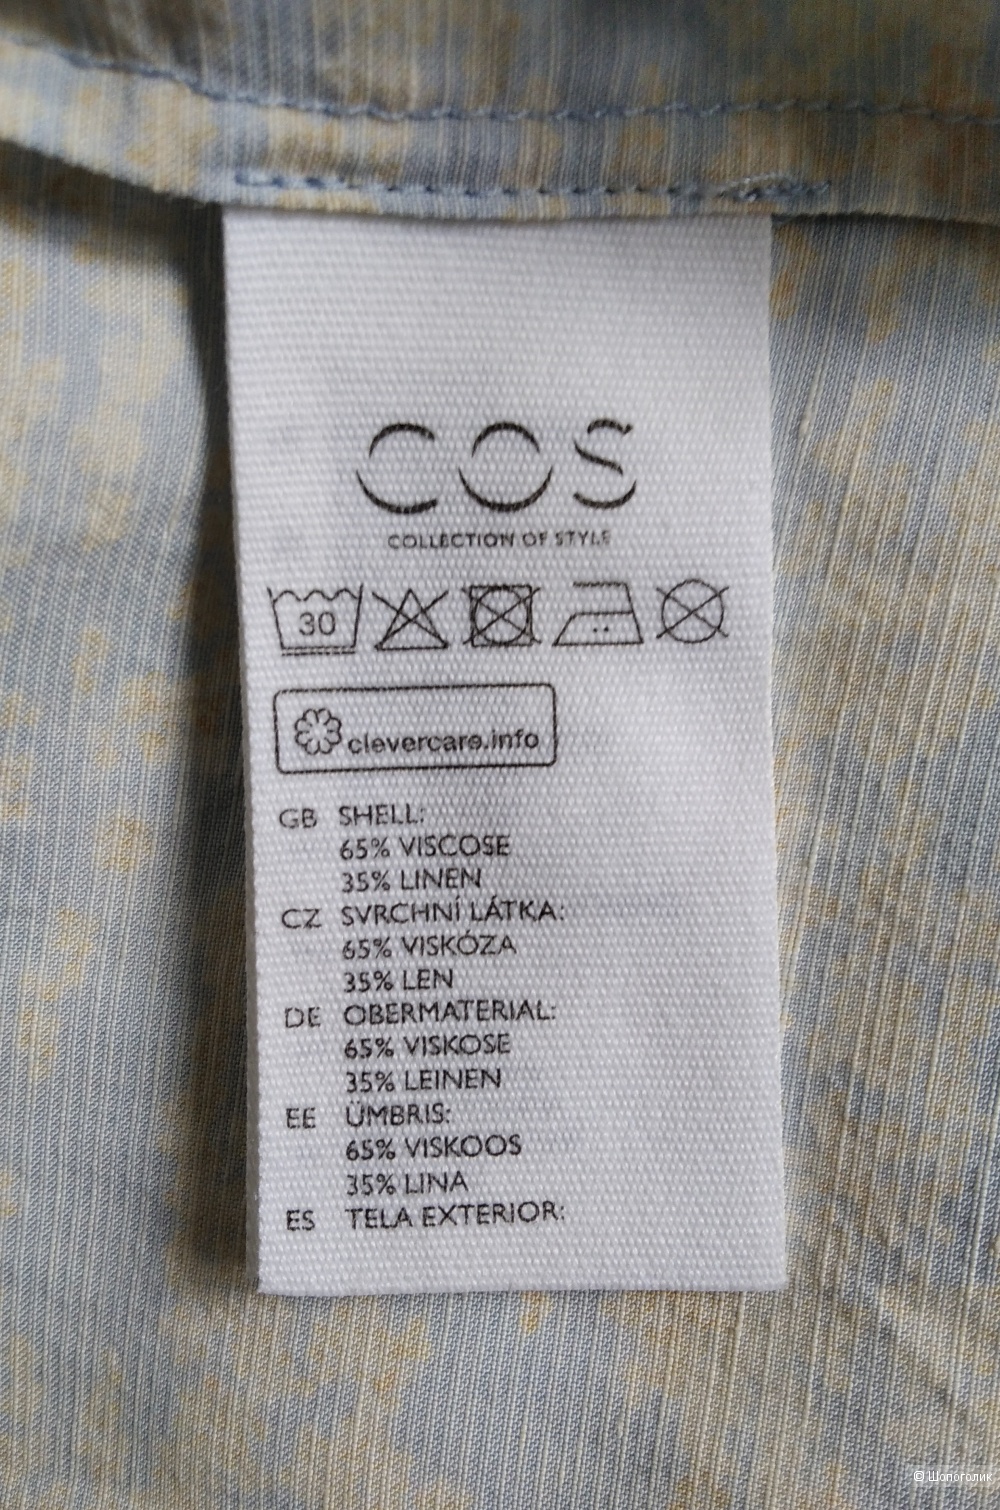 COS
COLLECTION OF STYLE
30
clevercare.info
GB SHELL:
65% VISCOSE
35% LINEN
CZ SVRCHNÍ LÁTKA:
65% VISKÓZA
35% LEN
DE OBERMATERIAL:
65% VISKOSE
35% LEINEN
EE ÜMBRIS:
65% VISKOOS
35% LINA
ES TELA EXTERIOR:
© Шопоголик